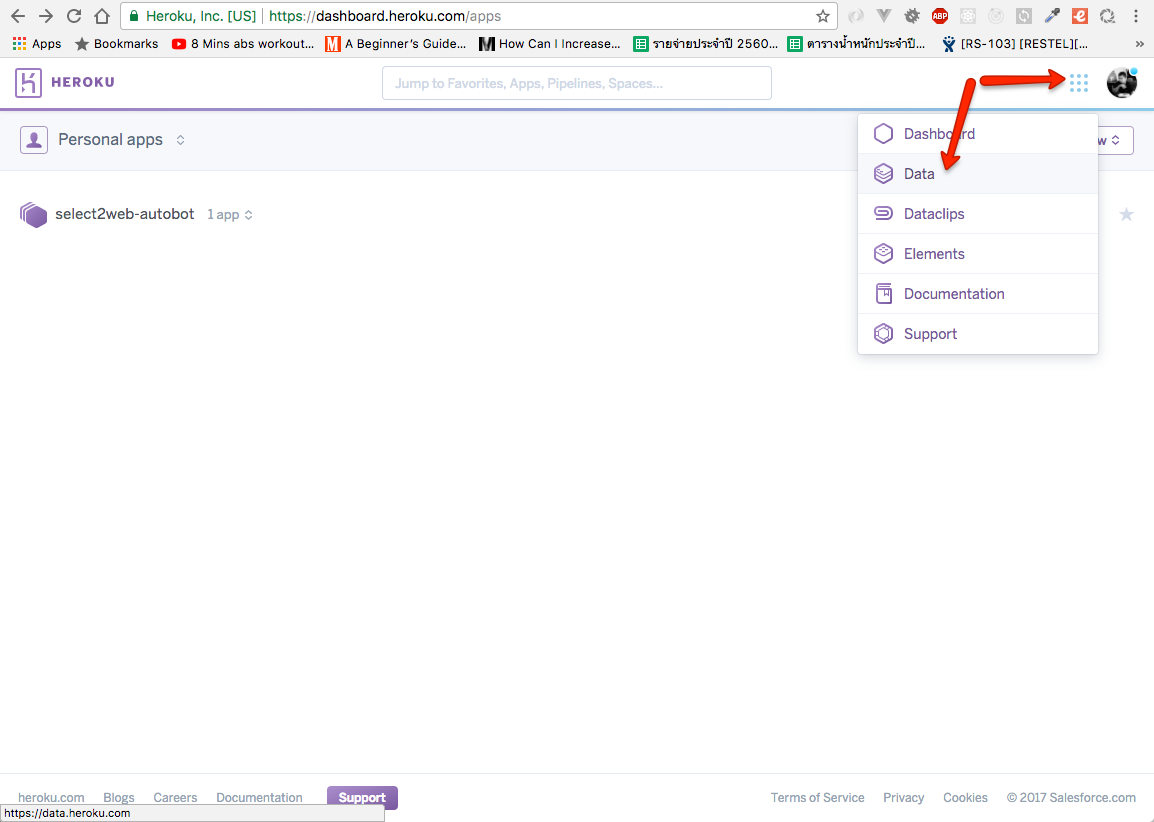 Heroku, Inc. [US] https://dashboard.heroku.com/apps
ABP
Apps Bookmarks 8 Mins abs workout... A Beginner's Guide... How Can I Increase... รายจ่ายประจำปี 2560... ตารางน้ำหนักประจำปี... [RS-103] [RESTEL][... »
HEROKU
Jump to Favorites, Apps, Pipelines, Spaces...
Personal apps
w
Dashboard
Data
select2web-autobot 1 app
Dataclips
Elements
Documentation
Support
heroku.com Blogs Careers Documentation Support Terms of Service Privacy Cookies © 2017 Salesforce.com
https://data.heroku.com